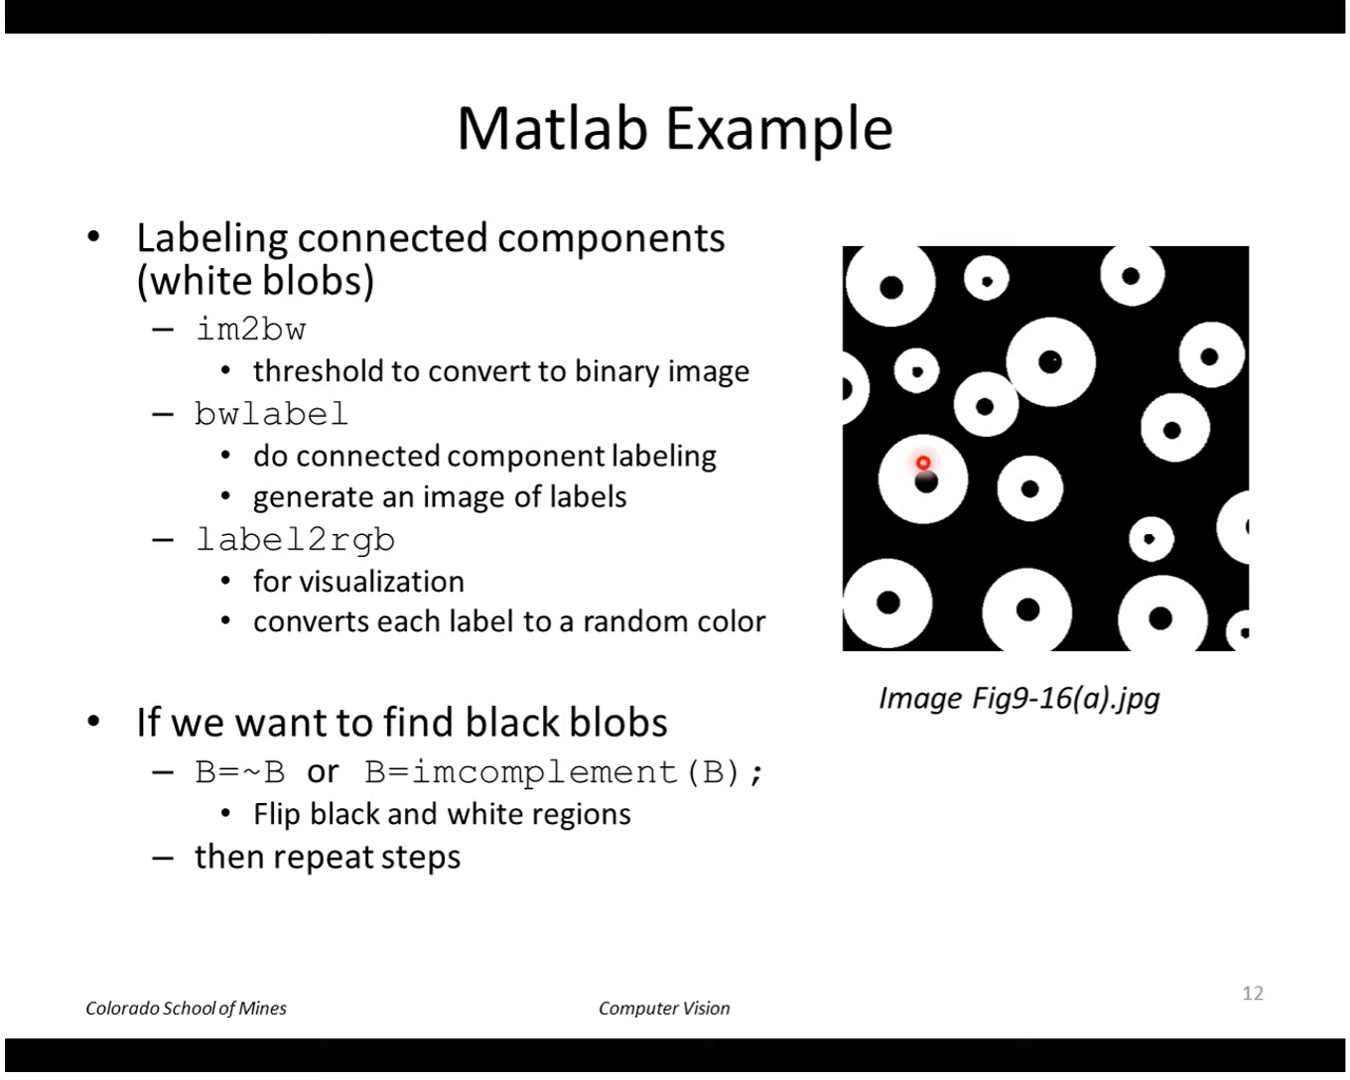 Matlab Example
• Labeling connected components
(white blobs)
– im2bw
• threshold to convert to binary image
– bwlabel
• do connected component labeling
• generate an image of labels
– label2rgb
• for visualization
• converts each label to a random color
• If we want to find black blobs
– B=~B or B=imcomplement(B);
• Flip black and white regions
– then repeat steps
Image Fig9-16(a).jpg
Colorado School of Mines
Computer Vision
12